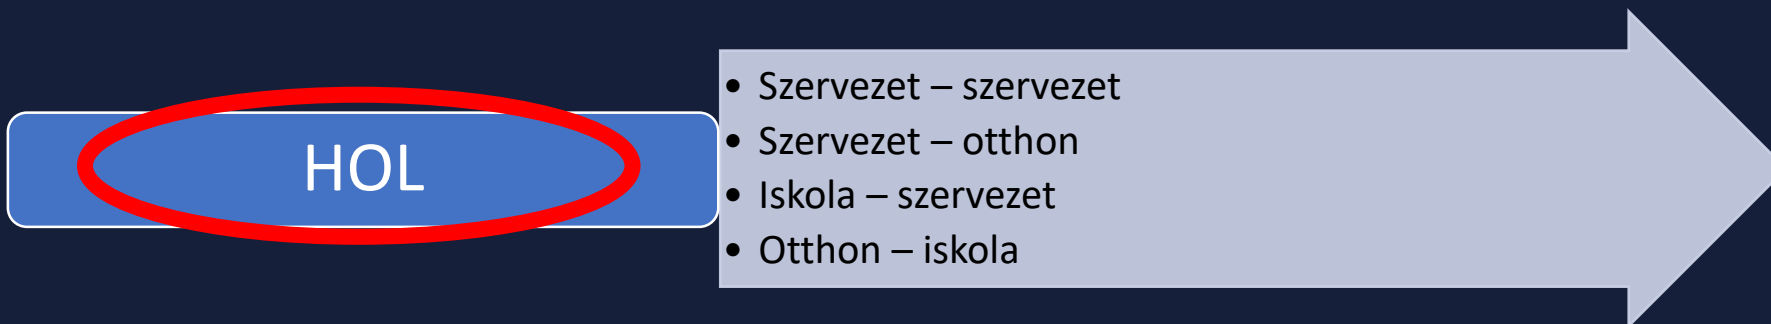 HOL
• Szervezet – szervezet
• Szervezet – otthon
• Iskola – szervezet
• Otthon – iskola